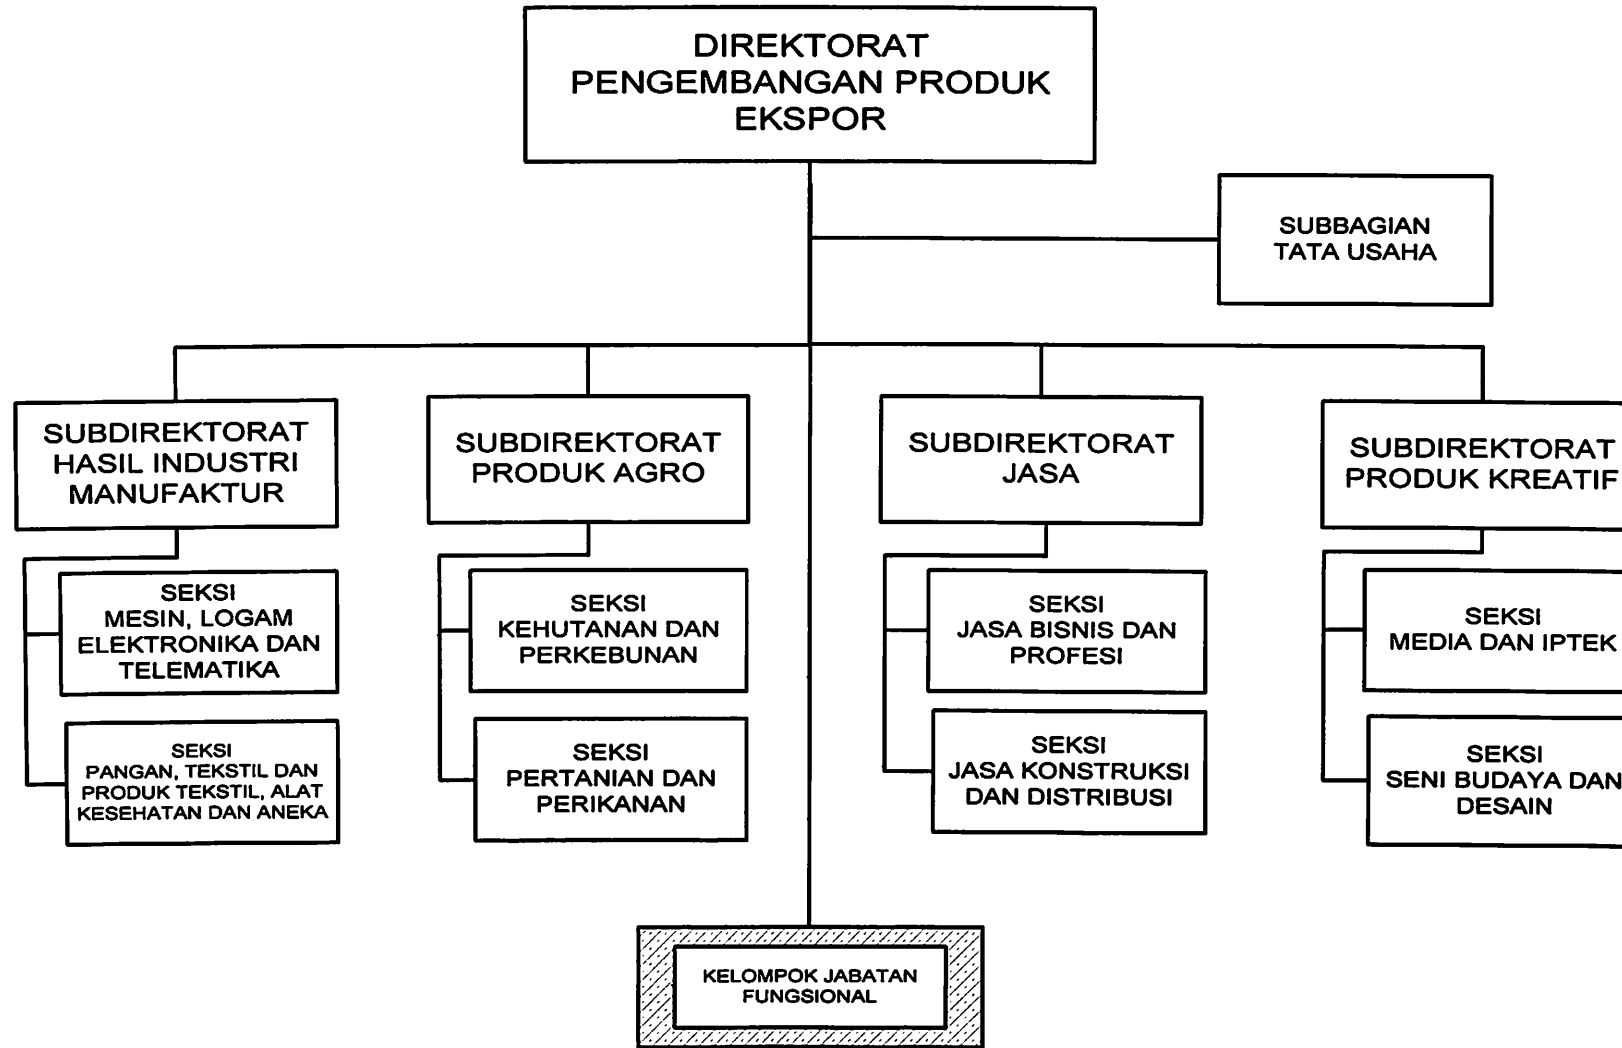 DIREKTORAT
PENGEMBANGAN PRODUK
EKSPOR
SUBBAGIAN
TATA USAHA
SUBDIREKTORAT
HASIL INDUSTRI
MANUFAKTUR
SUBDIREKTORAT
PRODUK AGRO
SUBDIREKTORAT
JASA
SUBDIREKTORAT
PRODUK KREATIF
SEKSI
MESIN, LOGAM
ELEKTRONIKA DAN
TELEMATIKA
SEKSI
KEHUTANAN DAN
PERKEBUNAN
SEKSI
JASA BISNIS DAN
PROFESI
SEKSI
MEDIA DAN IPTEK
SEKSI
PANGAN, TEKSTIL DAN
PRODUK TEKSTIL, ALAT
KESEHATAN DAN ANEKA
SEKSI
PERTANIAN DAN
PERIKANAN
SEKSI
JASA KONSTRUKSI
DAN DISTRIBUSI
SEKSI
SENI BUDAYA DAN
DESAIN
KELOMPOK JABATAN
FUNGSIONAL